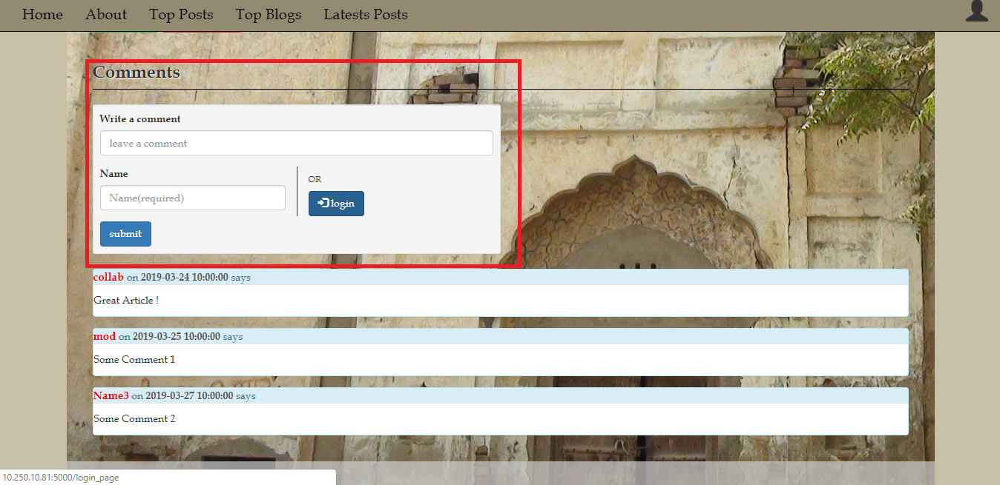 Home About Top Posts Top Blogs Latests Posts
Comments
Write a comment
leave a comment
Name
OR
Name(required)
login
submit
collab on 2019-03-24 10:00:00 says
Great Article !
mod on 2019-03-25 10:00:00 says
Some Comment 1
Name3 on 2019-03-27 10:00:00 says
Some Comment 2
10.250.10.81:5000/login_page